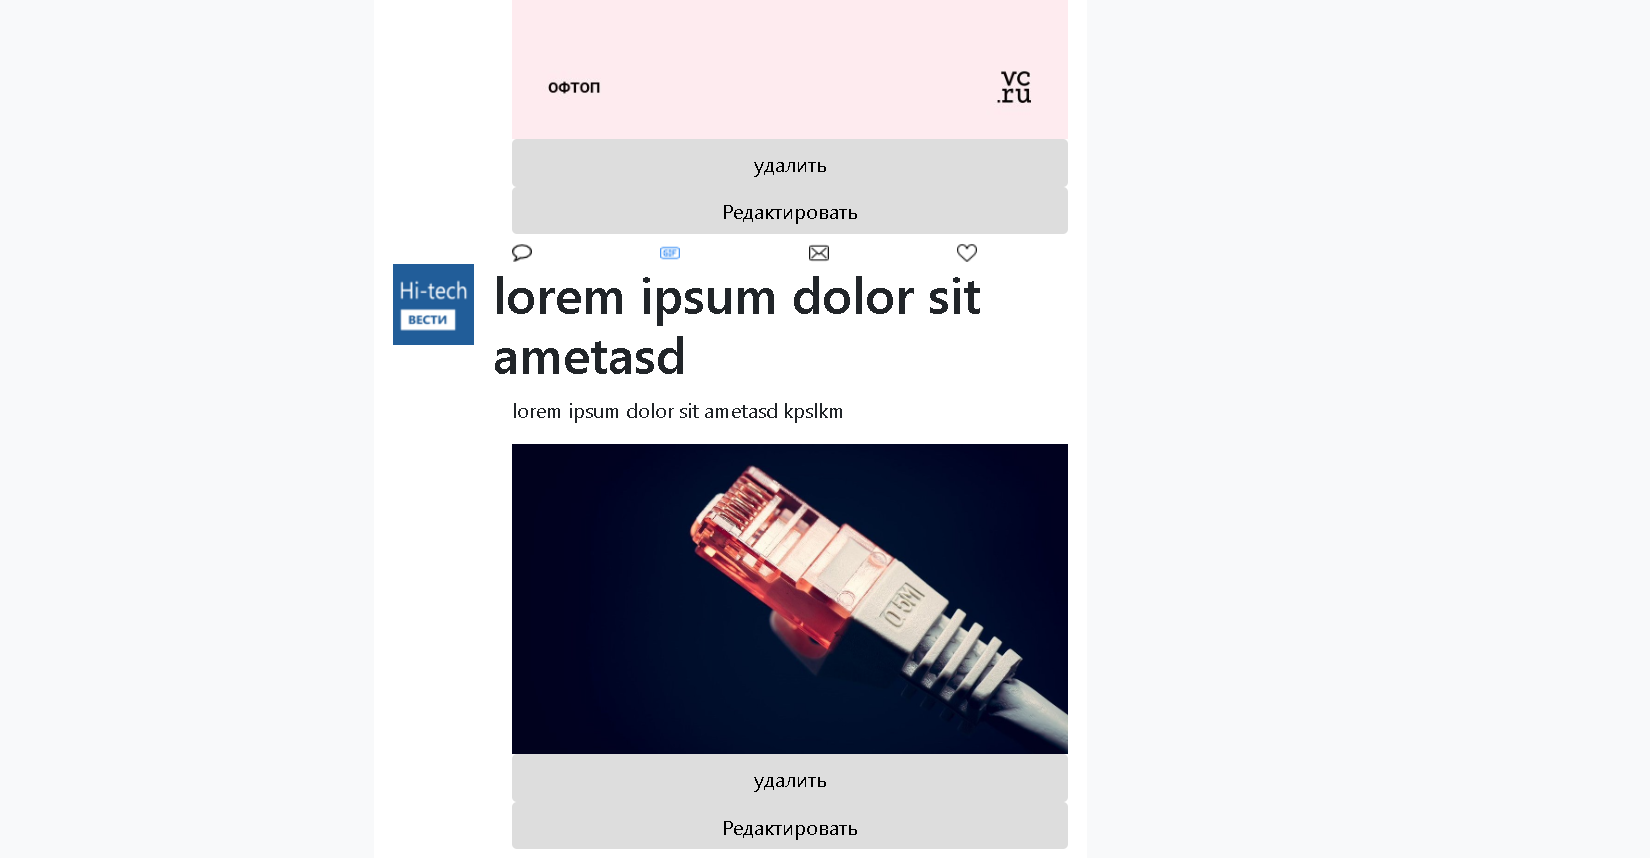 ОФТОП
vc
.ru
удалить
Редактировать
GIF
Hi-tech
ВЕСТИ
lorem ipsum dolor sit
ametasd
lorem ipsum dolor sit ametasd kpslkm
0.5M
удалить
Редактировать